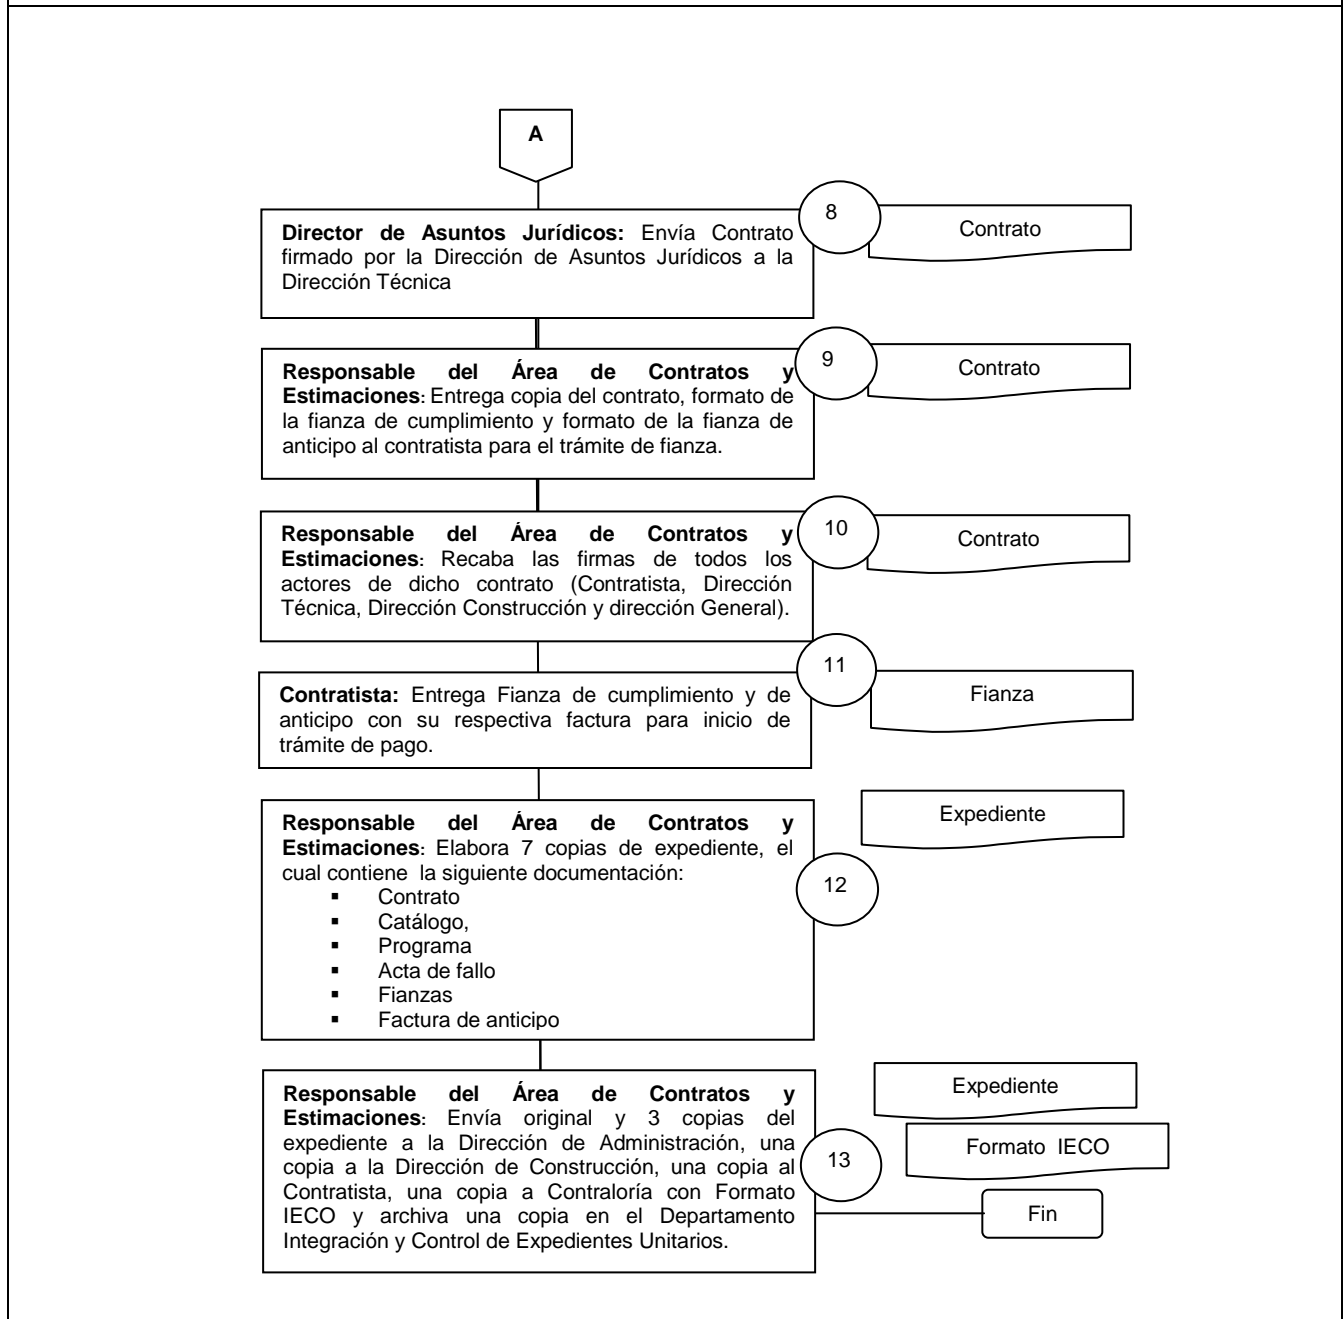 A
Director de Asuntos Jurídicos: Envía Contrato
firmado por la Dirección de Asuntos Jurídicos a la
Dirección Técnica
8
Contrato
Responsable del Área de Contratos y
Estimaciones: Entrega copia del contrato, formato de
la fianza de cumplimiento y formato de la fianza de
anticipo al contratista para el trámite de fianza.
9
Contrato
Responsable del Área de Contratos y
Estimaciones: Recaba las firmas de todos los
actores de dicho contrato (Contratista, Dirección
Técnica, Dirección Construcción y dirección General).
10
Contrato
Contratista: Entrega Fianza de cumplimiento y de
anticipo con su respectiva factura para inicio de
trámite de pago.
11
Fianza
Responsable del Área de Contratos y
Estimaciones: Elabora 7 copias de expediente, el
cual contiene la siguiente documentación:
▪ Contrato
▪ Catálogo,
▪ Programa
▪ Acta de fallo
▪ Fianzas
▪ Factura de anticipo
12
Expediente
Responsable del Área de Contratos y
Estimaciones: Envía original y 3 copias del
expediente a la Dirección de Administración, una
copia a la Dirección de Construcción, una copia al
Contratista, una copia a Contraloría con Formato
IECO y archiva una copia en el Departamento
Integración y Control de Expedientes Unitarios.
13
Expediente
Formato IECO
Fin